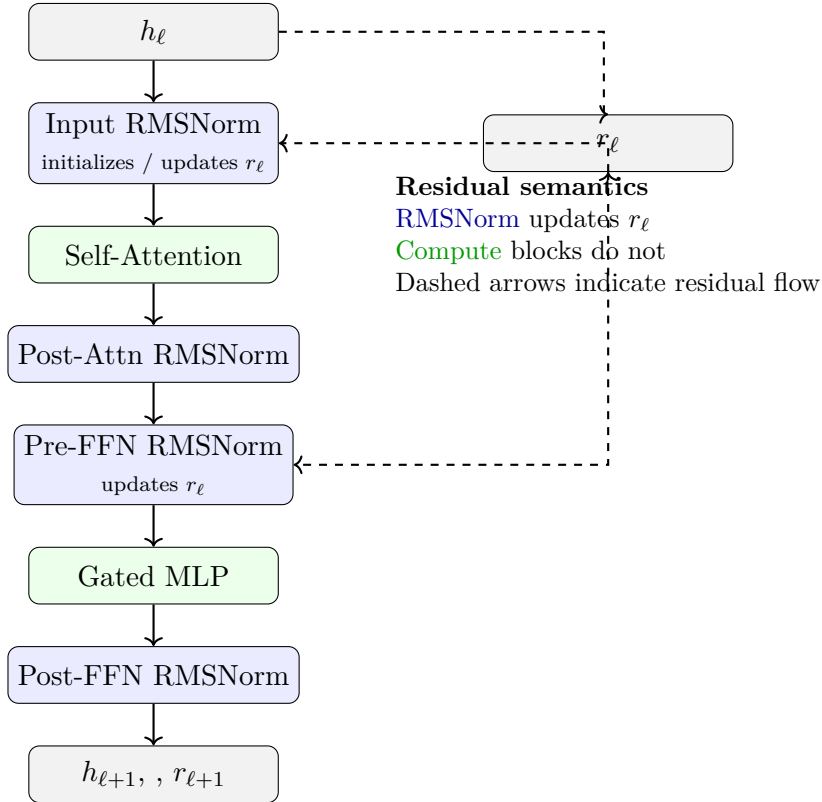 hℓ
Input RMSNorm
initializes / updates rℓ
rℓ
Residual semantics
RMSNorm updates rℓ
Compute blocks do not
Dashed arrows indicate residual flow
Self-Attention
Post-Attn RMSNorm
Pre-FFN RMSNorm
updates rℓ
Gated MLP
Post-FFN RMSNorm
hℓ+1, , rℓ+1